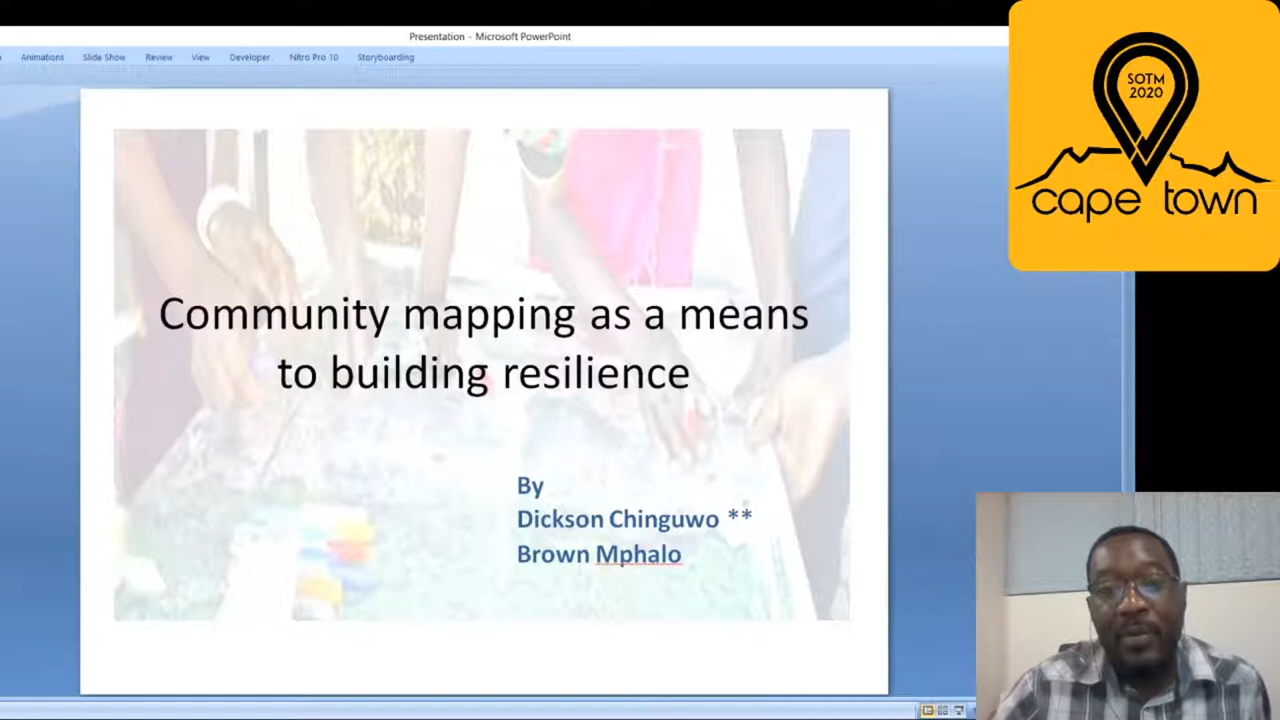 Presentation - Microsoft PowerPoint
Animations Slide Show Review View Developer Nitro Pro 10 Storyboarding
SOTM
2020
cape town
Community mapping as a means
to building resilience
By
Dickson Chinguwo **
Brown Mphalo